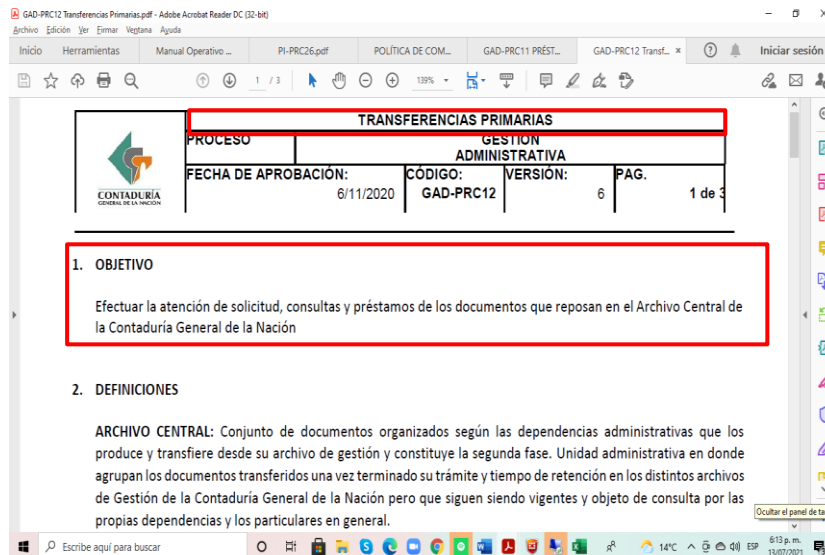 GAD-PRC12 Transferencias Primarias.pdf - Adobe Acrobat Reader DC (32-bit)
Archivo Edición Ver Firmar Ventana Ayuda
Inicio Herramientas Manual Operativo ... PI-PRC26.pdf POLÍTICA DE COM... GAD-PRC11 PRÉST... GAD-PRC12 Transf... × Iniciar sesión
1 / 3 139%
TRANSFERENCIAS PRIMARIAS
PROCESO GESTION
ADMINISTRATIVA
FECHA DE APROBACIÓN: CÓDIGO: VERSIÓN: PAG.
6/11/2020 GAD-PRC12 6 1 de 3
CONTADURÍA
GENERAL DE LA NACIÓN
1. OBJETIVO
Efectuar la atención de solicitud, consultas y préstamos de los documentos que reposan en el Archivo Central de
la Contaduría General de la Nación
2. DEFINICIONES
ARCHIVO CENTRAL: Conjunto de documentos organizados según las dependencias administrativas que los
produce y transfiere desde su archivo de gestión y constituye la segunda fase. Unidad administrativa en donde
agrupan los documentos transferidos una vez terminado su trámite y tiempo de retención en los distintos archivos
de Gestión de la Contaduría General de la Nación pero que siguen siendo vigentes y objeto de consulta por las
propias dependencias y los particulares en general.
Ocultar el panel de ta
Escribe aquí para buscar 14°C ESP 6:13 p. m.
13/07/2021